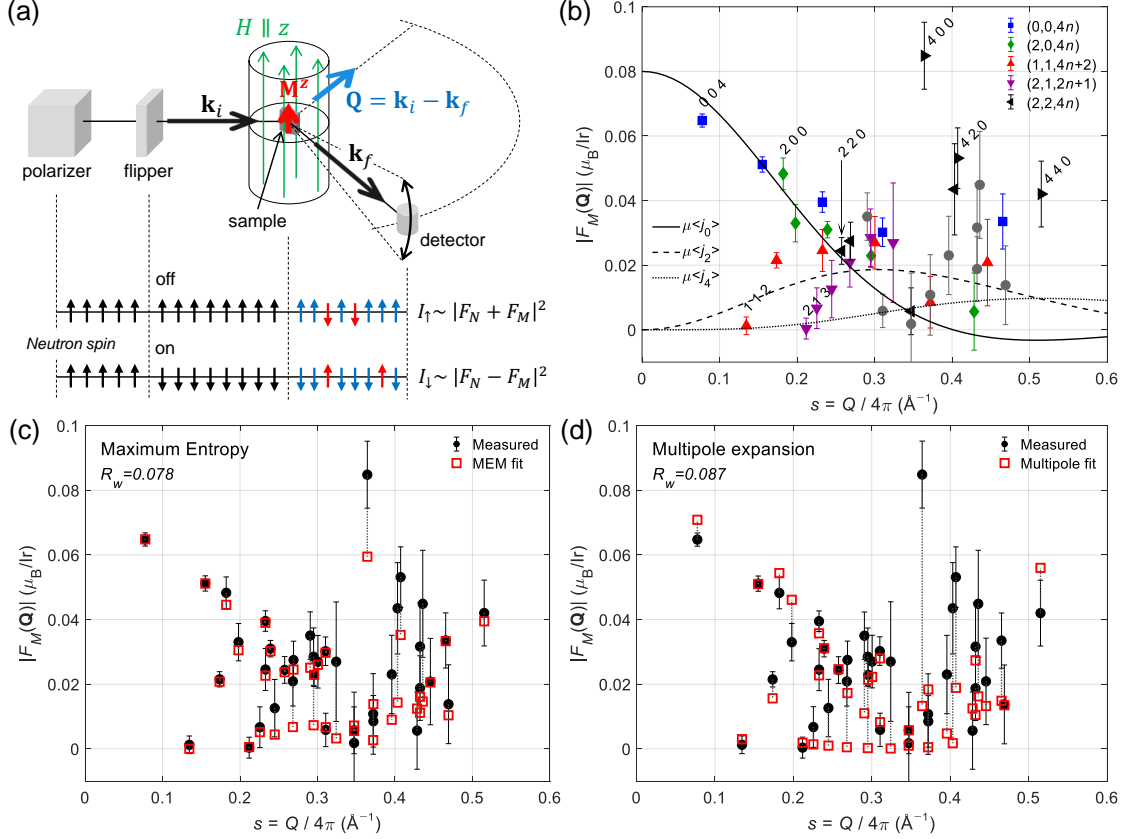 (a)
H ∥ z
M^z
Q = k_i − k_f
k_i
k_f
polarizer
flipper
sample
detector
off
I↑~ |F_N + F_M|²
Neutron spin
on
I↓~ |F_N − F_M|²
(b)
|F_M(Q)| (μ_B/Ir)
0.1
0.08
0.06
0.04
0.02
0
0 0 4
2 0 0
2 2 0
4 0 0
4 2 0
4 4 0
1 1 2
2 1 3
(0,0,4n)
(2,0,4n)
(1,1,4n+2)
(2,1,2n+1)
(2,2,4n)
μ<j₀>
μ<j₂>
μ<j₄>
0 0.1 0.2 0.3 0.4 0.5 0.6
s = Q / 4π (Å⁻¹)
(c)
|F_M(Q)| (μ_B/Ir)
0.1
0.08
0.06
0.04
0.02
0
Maximum Entropy
R_w=0.078
Measured
MEM fit
0 0.1 0.2 0.3 0.4 0.5 0.6
s = Q / 4π (Å⁻¹)
(d)
|F_M(Q)| (μ_B/Ir)
0.1
0.08
0.06
0.04
0.02
0
Multipole expansion
R_w=0.087
Measured
Multipole fit
0 0.1 0.2 0.3 0.4 0.5 0.6
s = Q / 4π (Å⁻¹)